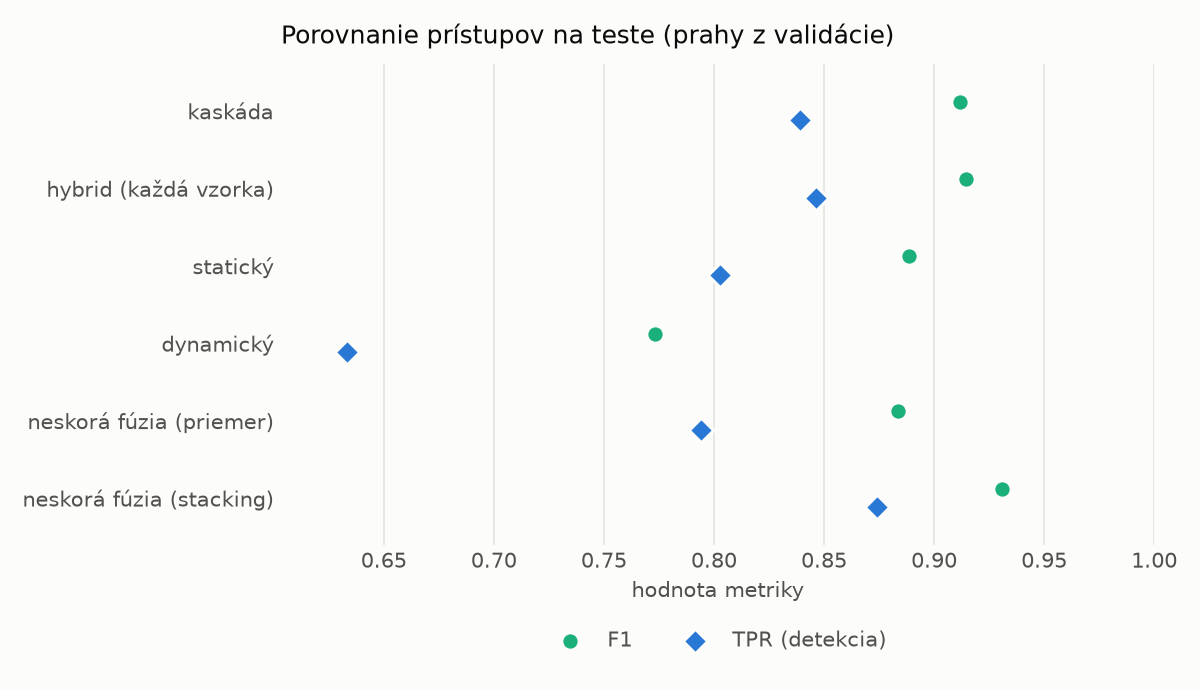 Porovnanie prístupov na teste (prahy z validácie)
kaskáda
hybrid (každá vzorka)
statický
dynamický
neskorá fúzia (priemer)
neskorá fúzia (stacking)
0.65 0.70 0.75 0.80 0.85 0.90 0.95 1.00
hodnota metriky
F1 TPR (detekcia)